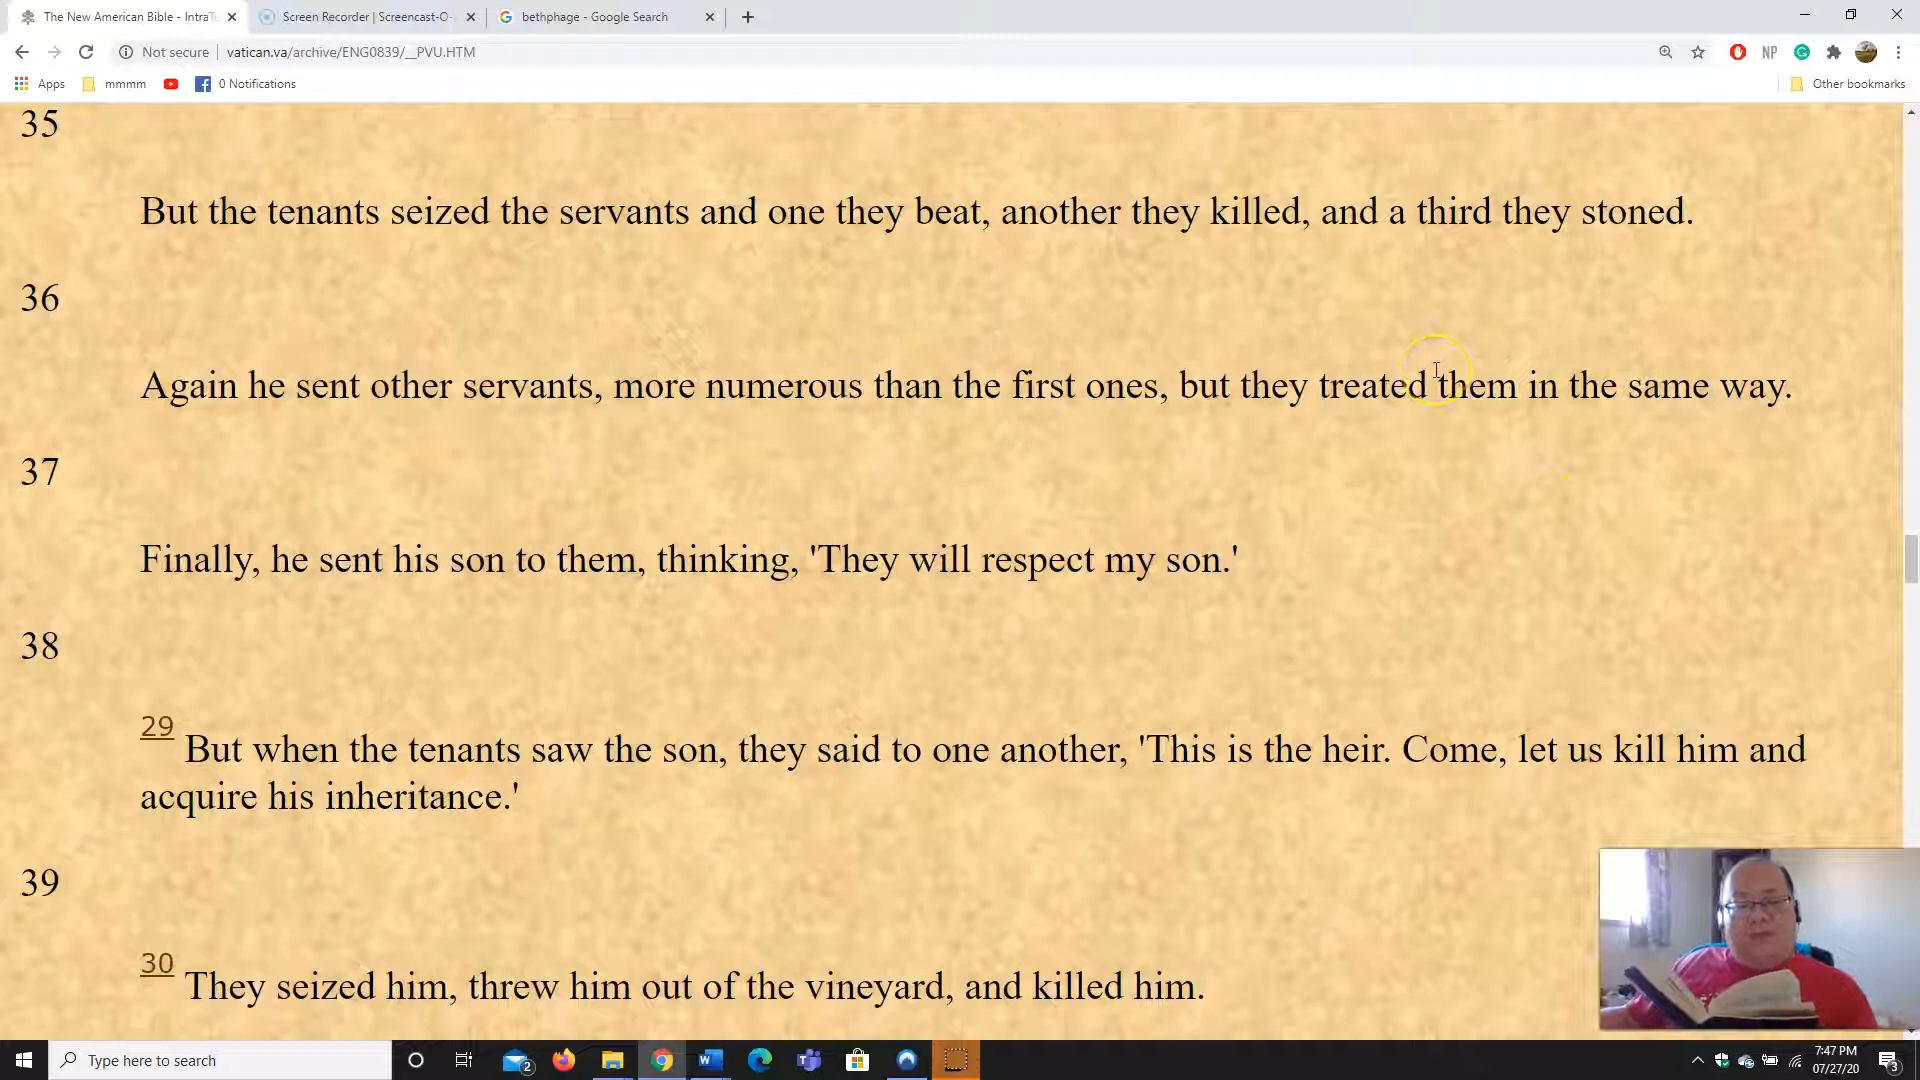 The New American Bible - IntraTe
Screen Recorder | Screencast-O-
bethphage - Google Search
Not secure | vatican.va/archive/ENG0839/__PVU.HTM
NP
Apps mmmm 0 Notifications Other bookmarks
35
But the tenants seized the servants and one they beat, another they killed, and a third they stoned.
36
Again he sent other servants, more numerous than the first ones, but they treated them in the same way.
37
Finally, he sent his son to them, thinking, 'They will respect my son.'
38
29 But when the tenants saw the son, they said to one another, 'This is the heir. Come, let us kill him and
acquire his inheritance.'
39
30 They seized him, threw him out of the vineyard, and killed him.
Type here to search
2
7:47 PM
07/27/20
3